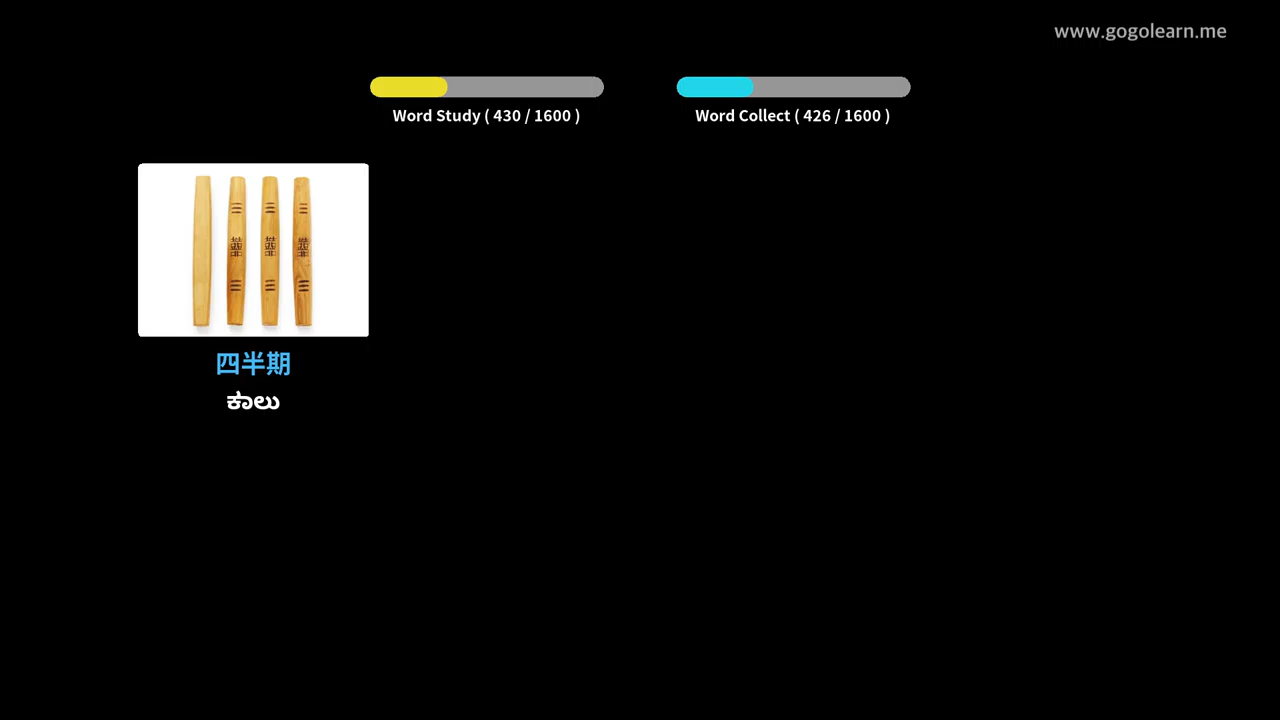 www.gogolearn.me
Word Study ( 430 / 1600 )
Word Collect ( 426 / 1600 )
四半期
ಕಾಲು